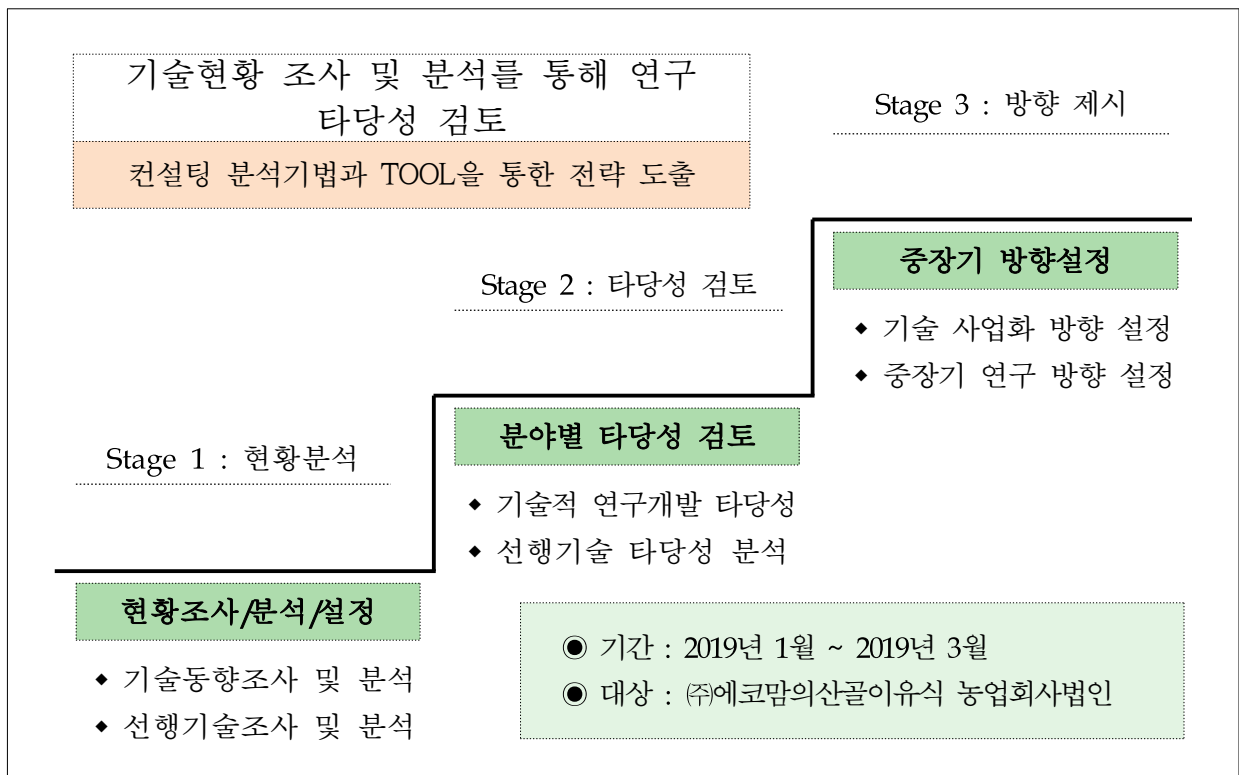 기술현황 조사 및 분석를 통해 연구
타당성 검토
컨설팅 분석기법과 TOOL을 통한 전략 도출
Stage 3 : 방향 제시
중장기 방향설정
◆ 기술 사업화 방향 설정
◆ 중장기 연구 방향 설정
Stage 2 : 타당성 검토
분야별 타당성 검토
◆ 기술적 연구개발 타당성
◆ 선행기술 타당성 분석
Stage 1 : 현황분석
현황조사/분석/설정
◆ 기술동향조사 및 분석
◆ 선행기술조사 및 분석
◉ 기간 : 2019년 1월 ~ 2019년 3월
◉ 대상 : ㈜에코맘의산골이유식 농업회사법인